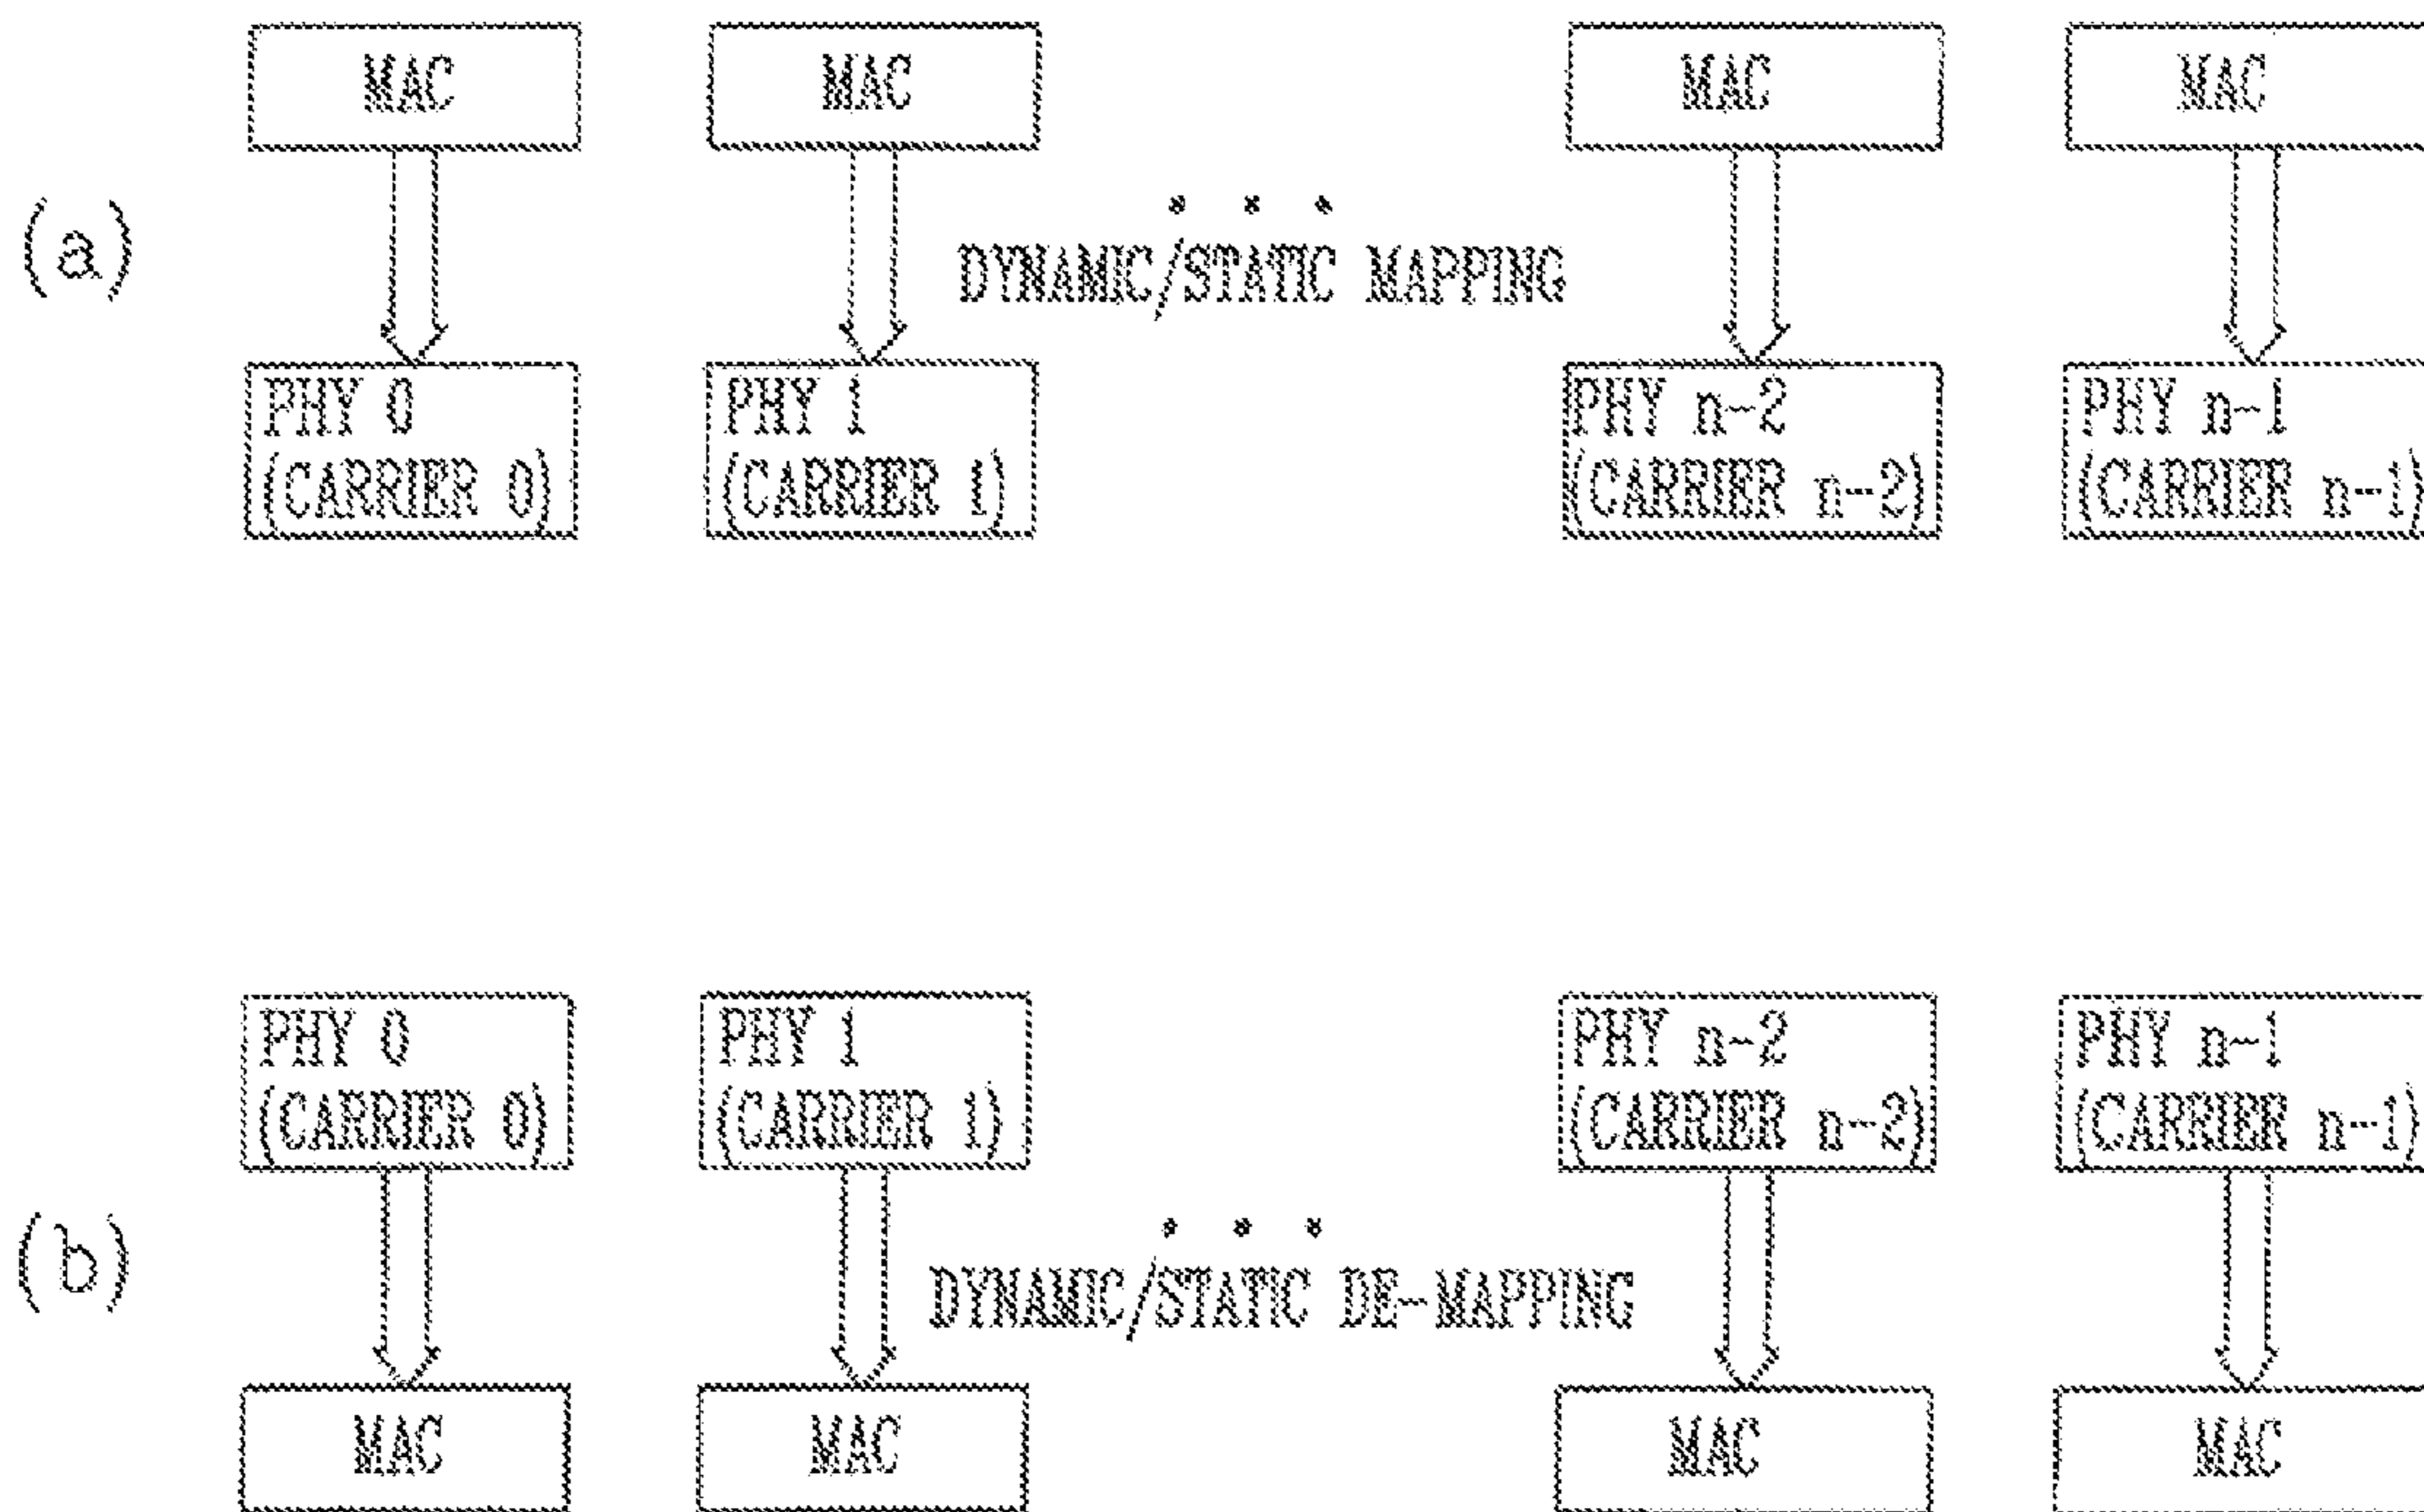 MAC MAC MAC MAC
(a)
DYNAMIC/STATIC MAPPING
PHY 0
(CARRIER 0)
PHY 1
(CARRIER 1)
PHY n-2
(CARRIER n-2)
PHY n-1
(CARRIER n-1)
PHY 0
(CARRIER 0)
PHY 1
(CARRIER 1)
PHY n-2
(CARRIER n-2)
PHY n-1
(CARRIER n-1)
(b)
DYNAMIC/STATIC DE-MAPPING
MAC MAC MAC MAC